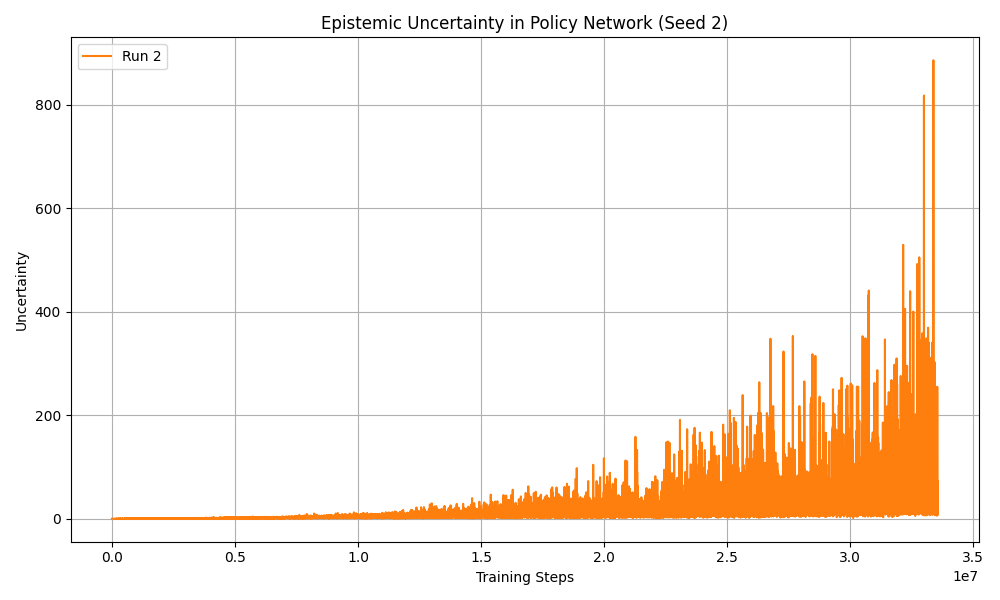 Epistemic Uncertainty in Policy Network (Seed 2)
Run 2
Uncertainty
800
600
400
200
0
0.0 0.5 1.0 1.5 2.0 2.5 3.0 3.5
1e7
Training Steps